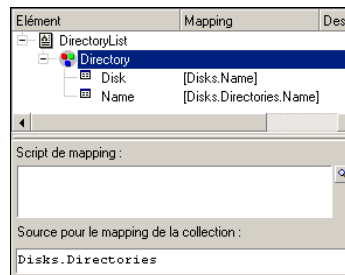 Elément Mapping Des
DirectoryList
Directory
Disk [Disks.Name]
Name [Disks.Directories.Name]
Script de mapping :
Source pour le mapping de la collection :
Disks.Directories